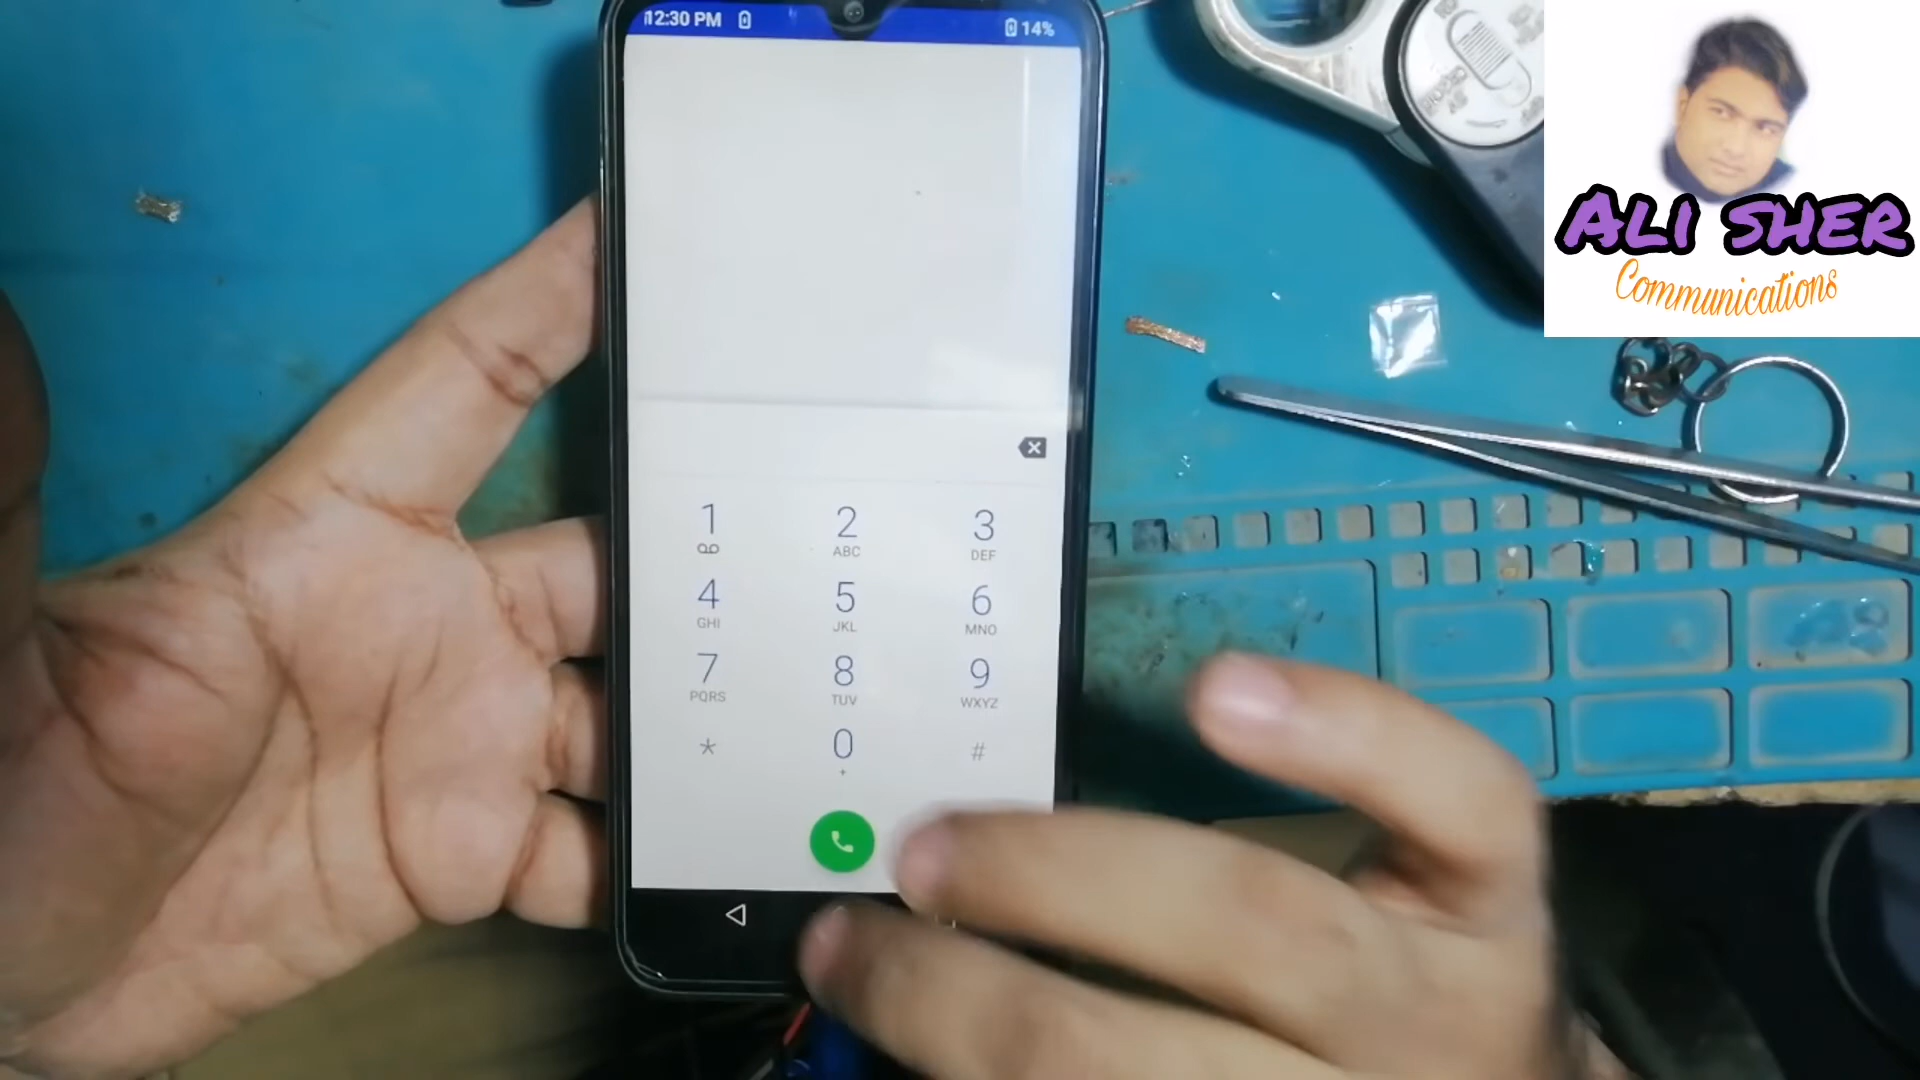 12:30 PM
14%
ALI SHER
Communications
1
2
ABC
3
DEF
4
GHI
5
JKL
6
MNO
7
PQRS
8
TUV
9
WXYZ
*
0
+
#